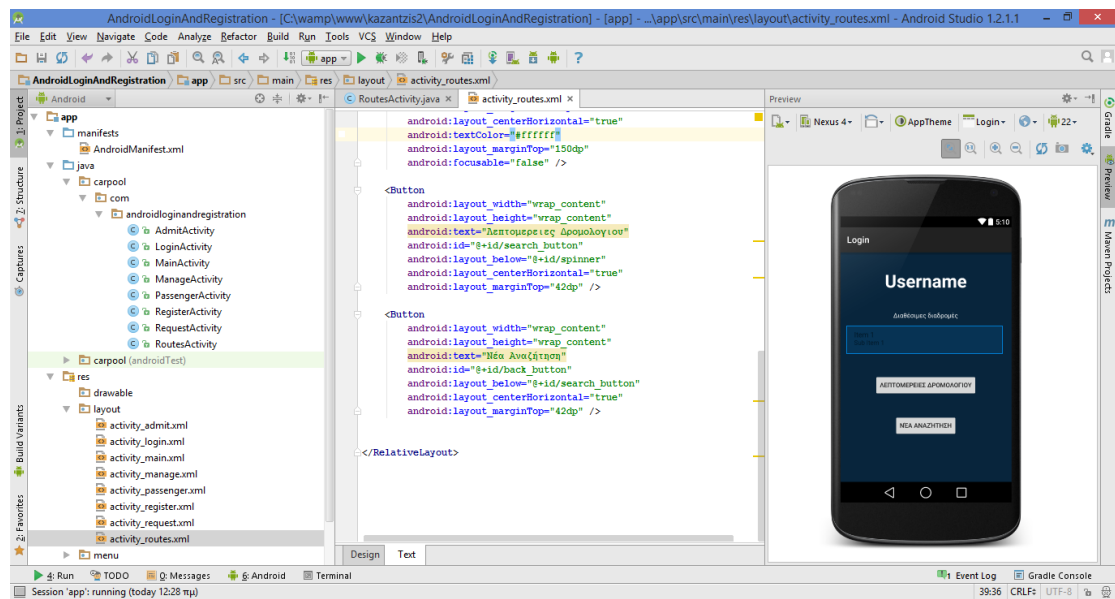 AndroidLoginAndRegistration - [C:\wamp\www\kazantzis2\AndroidLoginAndRegistration] - [app] - ...\app\src\main\res\layout\activity_routes.xml - Android Studio 1.2.1.1
File Edit View Navigate Code Analyze Refactor Build Run Tools VCS Window Help
app
AndroidLoginAndRegistration app src main res layout activity_routes.xml
1: Project
Z: Structure
Captures
Build Variants
2: Favorites
Android
app
manifests
AndroidManifest.xml
java
carpool
com
androidloginandregistration
AdmitActivity
LoginActivity
MainActivity
ManageActivity
PassengerActivity
RegisterActivity
RequestActivity
RoutesActivity
carpool (androidTest)
res
drawable
layout
activity_admit.xml
activity_login.xml
activity_main.xml
activity_manage.xml
activity_passenger.xml
activity_register.xml
activity_request.xml
activity_routes.xml
menu
RoutesActivity.java activity_routes.xml
android:layout_centerHorizontal="true"
android:textColor="#ffffff"
android:layout_marginTop="150dp"
android:focusable="false" />
<Button
android:layout_width="wrap_content"
android:layout_height="wrap_content"
android:text="Λεπτομερειες Δρομολογιου"
android:id="@+id/search_button"
android:layout_below="@+id/spinner"
android:layout_centerHorizontal="true"
android:layout_marginTop="42dp" />
<Button
android:layout_width="wrap_content"
android:layout_height="wrap_content"
android:text="Νέα Αναζήτηση"
android:id="@+id/back_button"
android:layout_below="@+id/search_button"
android:layout_centerHorizontal="true"
android:layout_marginTop="42dp" />
</RelativeLayout>
Design Text
Preview
Nexus 4 AppTheme Login 22
5:10
Login
Username
Διαθέσιμες διαδρομές
Item 1
Sub Item 1
ΛΕΠΤΟΜΕΡΕΙΕΣ ΔΡΟΜΟΛΟΓΙΟΥ
ΝΕΑ ΑΝΑΖΗΤΗΣΗ
Gradle
Preview
Maven Projects
4: Run TODO 0: Messages 6: Android Terminal 1 Event Log Gradle Console
Session 'app': running (today 12:28 πμ) 39:36 CRLF UTF-8